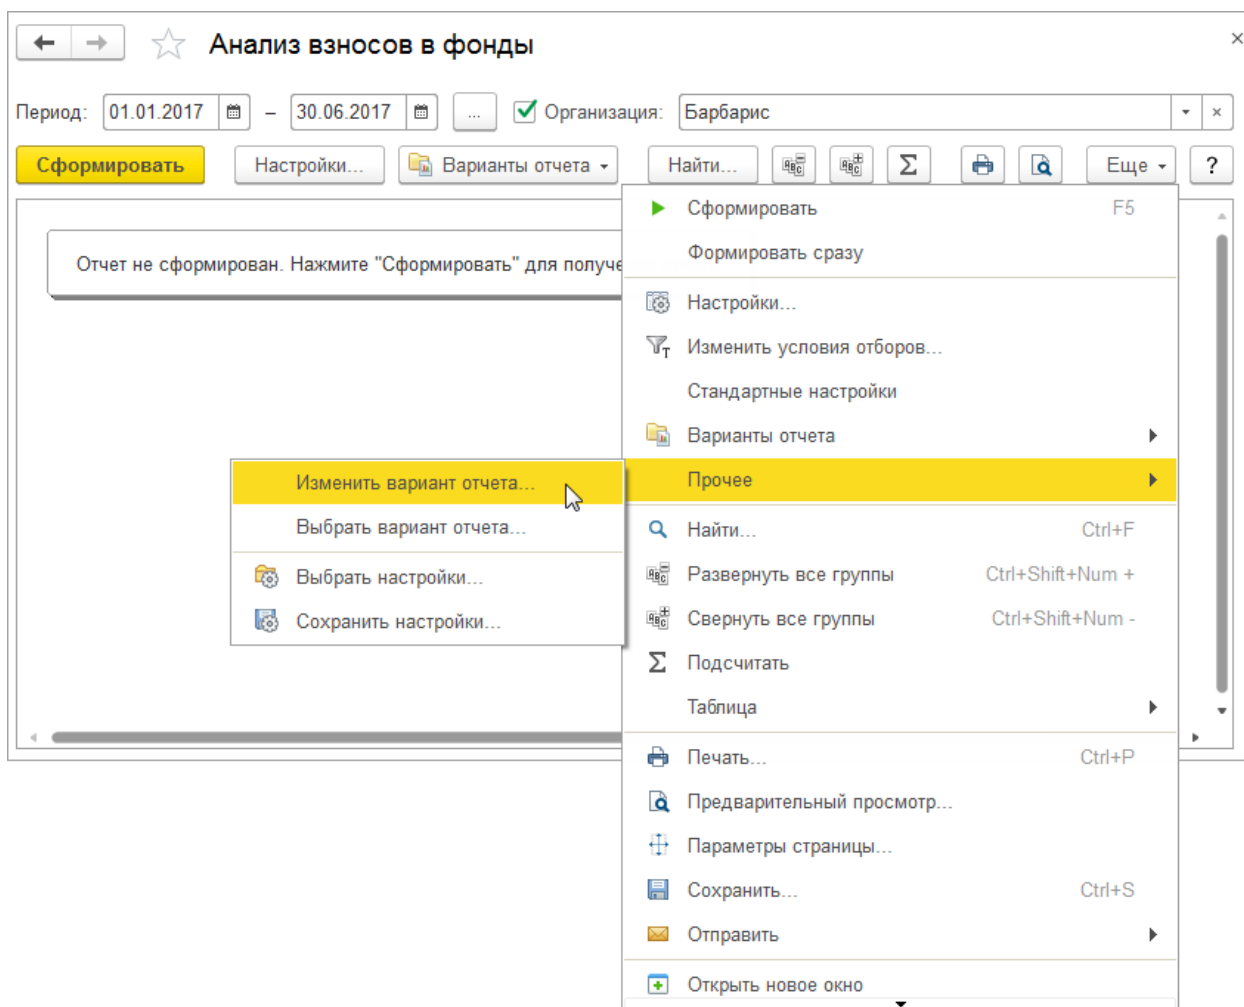 Анализ взносов в фонды
Период: 01.01.2017 – 30.06.2017 ... Организация: Барбарис
Сформировать Настройки... Варианты отчета Найти... Еще ?
Отчет не сформирован. Нажмите "Сформировать" для получе
Сформировать F5
Формировать сразу
Настройки...
Изменить условия отборов...
Стандартные настройки
Варианты отчета
Прочее
Изменить вариант отчета...
Выбрать вариант отчета...
Выбрать настройки...
Сохранить настройки...
Найти... Ctrl+F
Развернуть все группы Ctrl+Shift+Num +
Свернуть все группы Ctrl+Shift+Num -
Подсчитать
Таблица
Печать... Ctrl+P
Предварительный просмотр...
Параметры страницы...
Сохранить... Ctrl+S
Отправить
Открыть новое окно